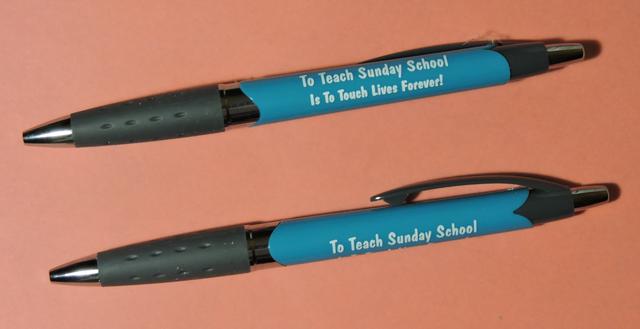 To Teach Sunday School
Is To Touch Lives Forever!
To Teach Sunday School